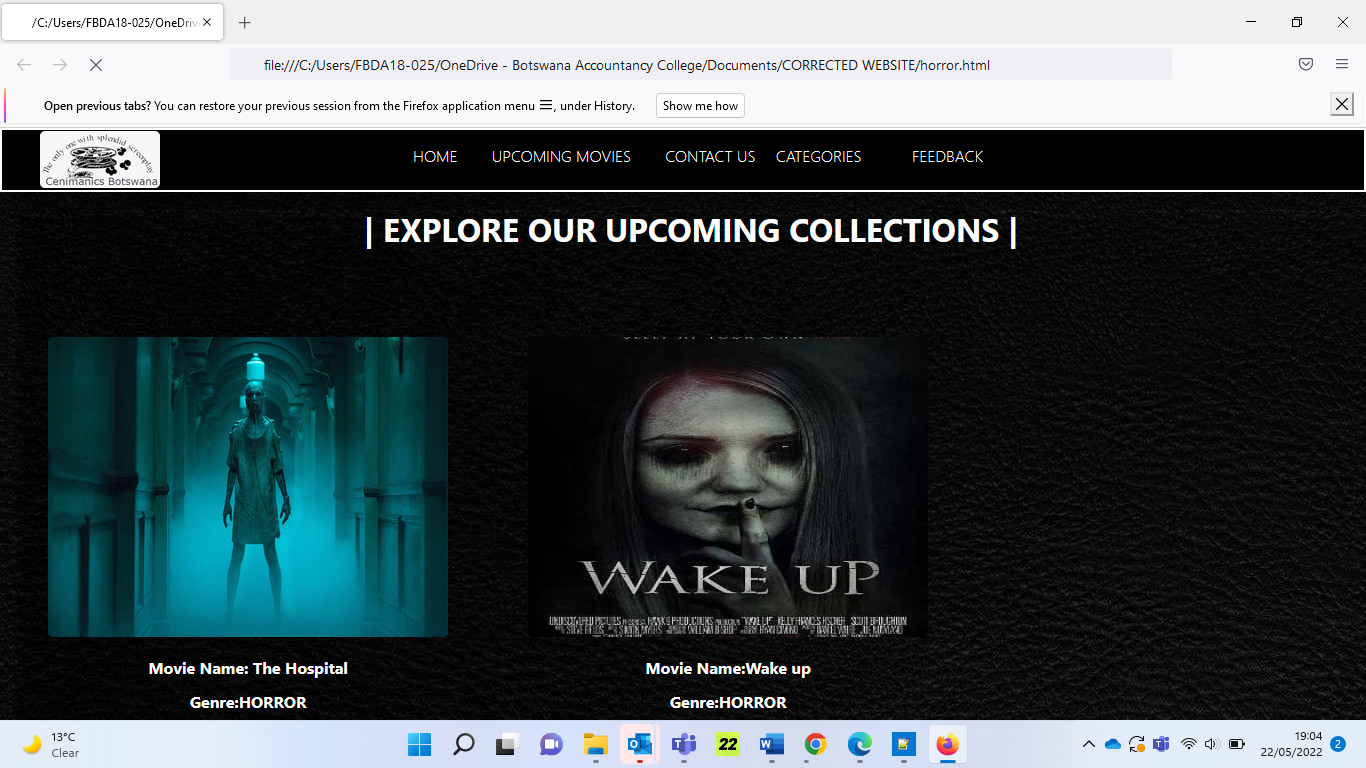 /C:/Users/FBDA18-025/OneDriv
file:///C:/Users/FBDA18-025/OneDrive - Botswana Accountancy College/Documents/CORRECTED WEBSITE/horror.html
Open previous tabs? You can restore your previous session from the Firefox application menu ☰, under History. Show me how
The only one with splendid screenplay
Cenimanics Botswana
HOME UPCOMING MOVIES CONTACT US CATEGORIES FEEDBACK
| EXPLORE OUR UPCOMING COLLECTIONS |
WAKE UP
Movie Name: The Hospital
Genre:HORROR
Movie Name:Wake up
Genre:HORROR
13°C
Clear
22
19:04
22/05/2022
2